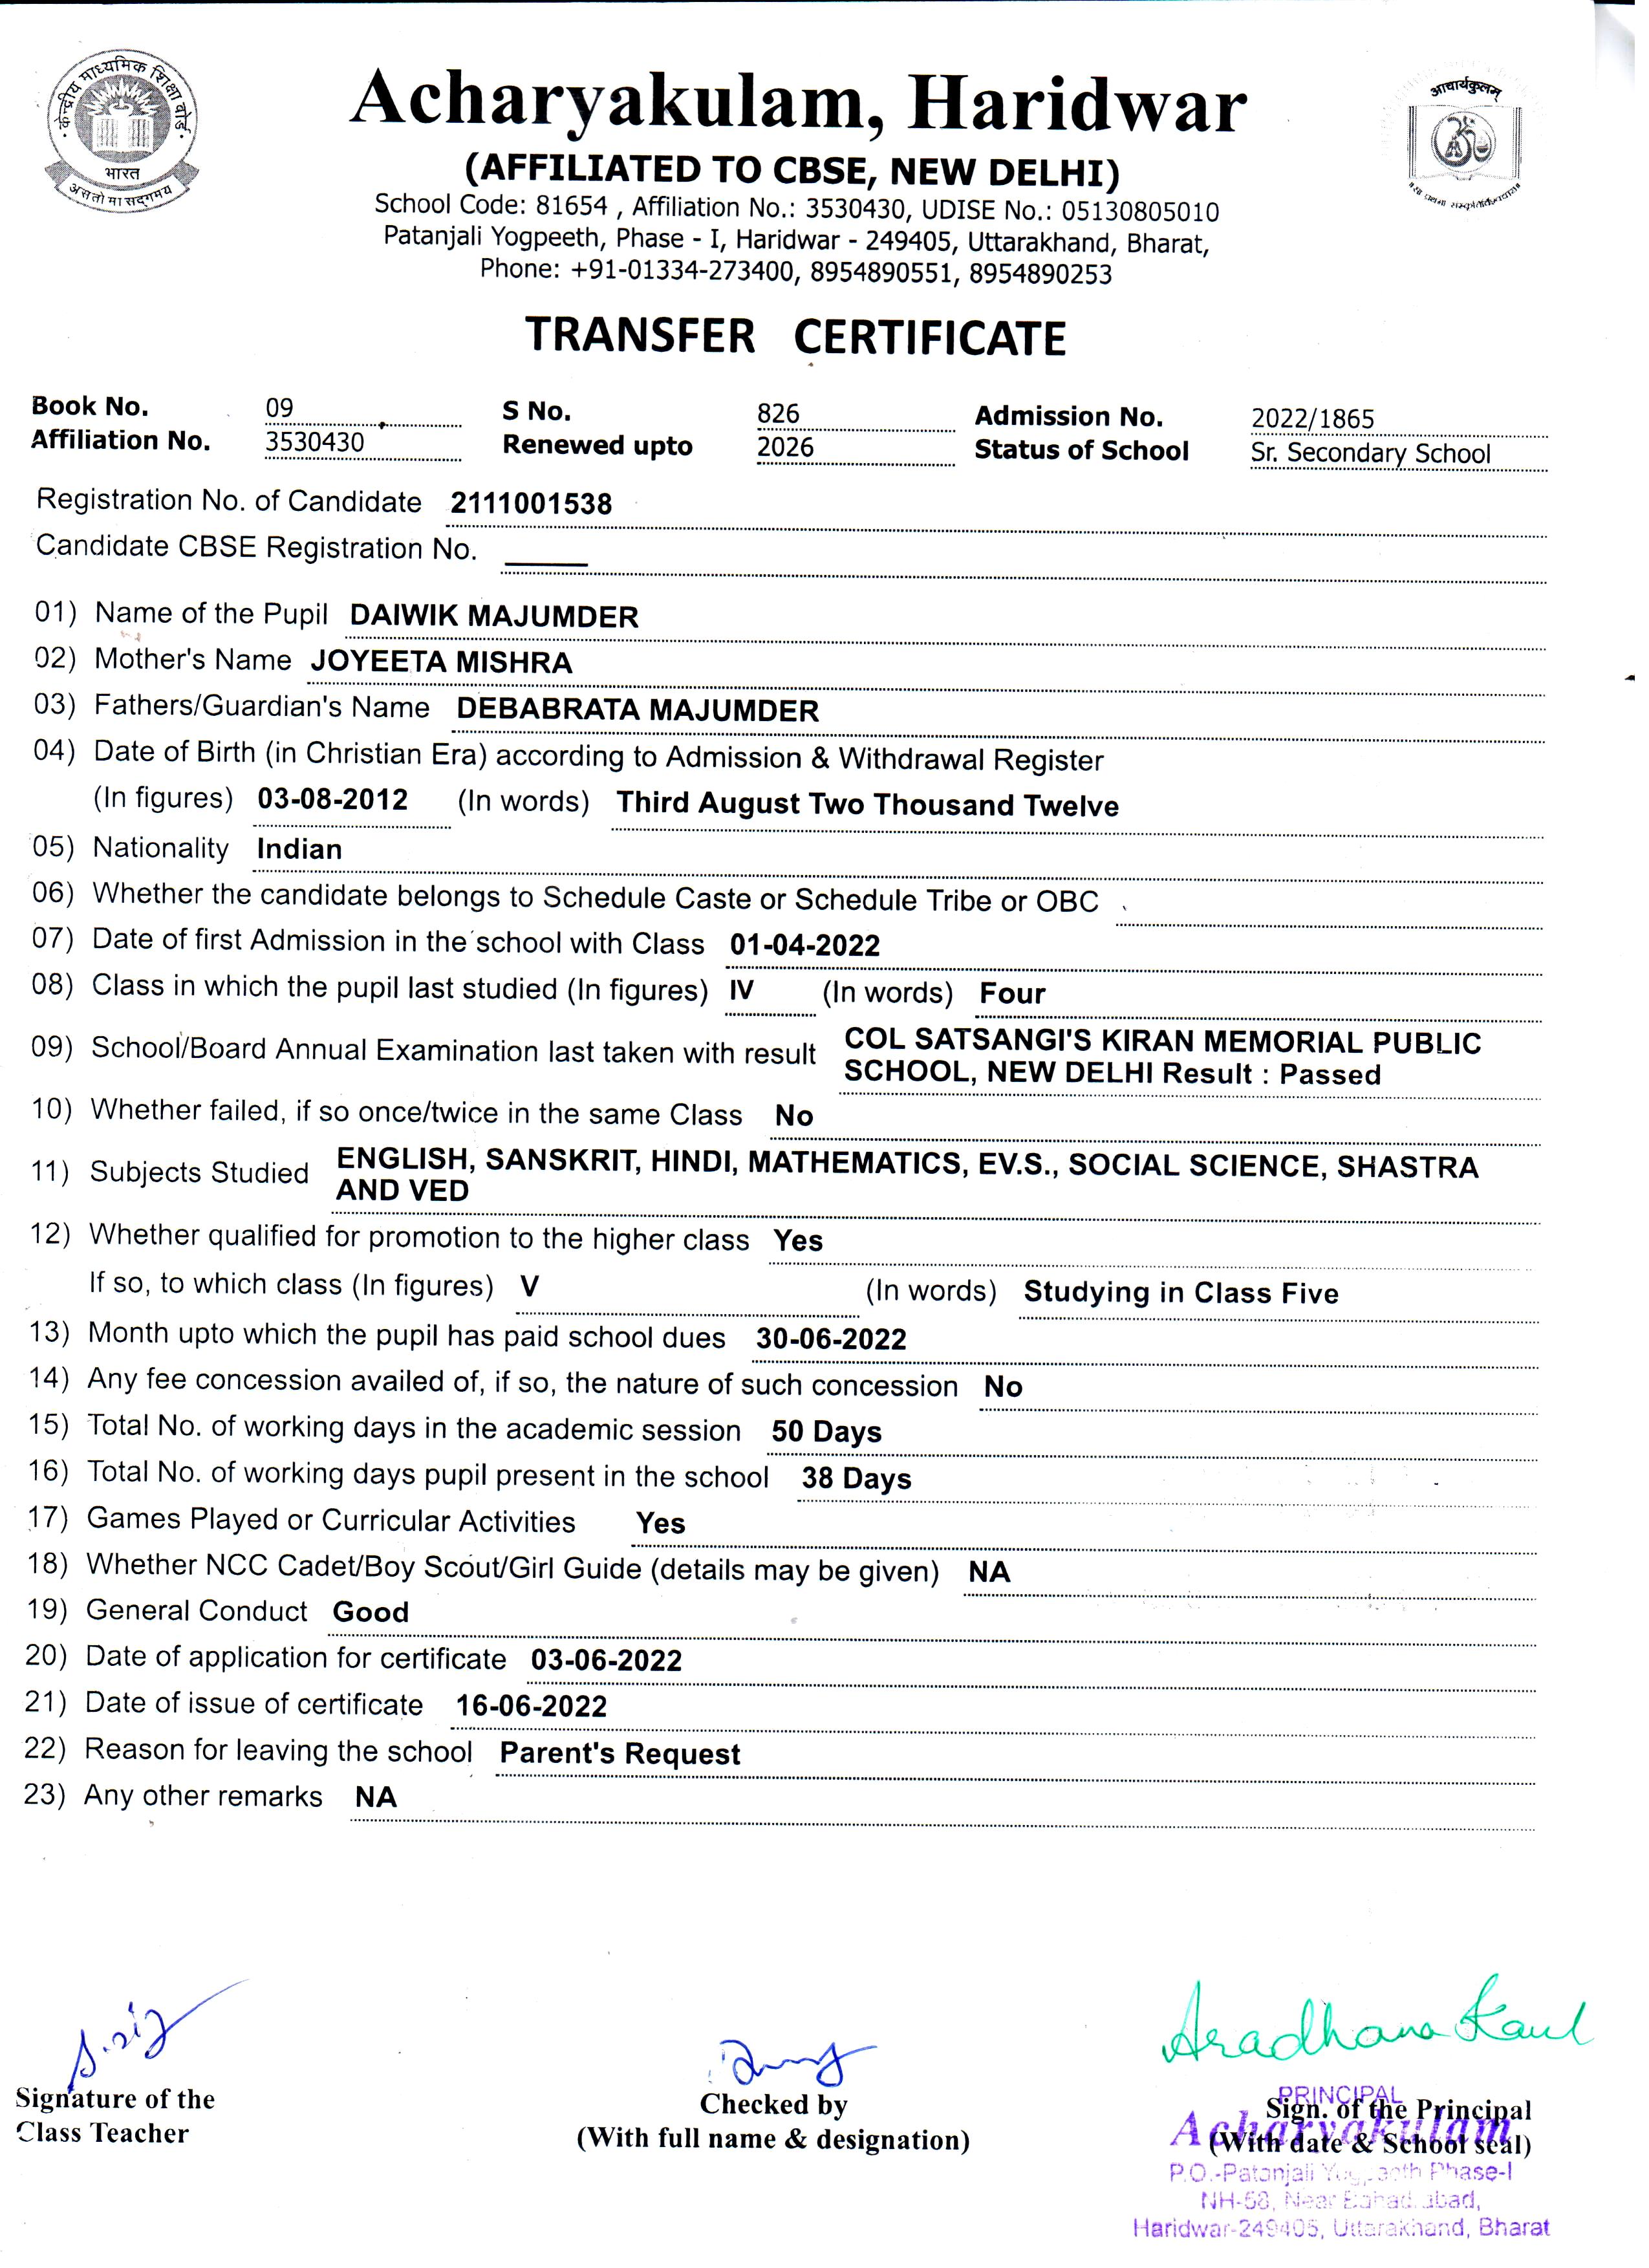 केन्द्रीय माध्यमिक शिक्षा बोर्ड
भारत
असतो मा सद्गमय
आचार्यकुलम्
Acharyakulam, Haridwar
(AFFILIATED TO CBSE, NEW DELHI)
School Code: 81654 , Affiliation No.: 3530430, UDISE No.: 05130805010
Patanjali Yogpeeth, Phase - I, Haridwar - 249405, Uttarakhand, Bharat,
Phone: +91-01334-273400, 8954890551, 8954890253
TRANSFER CERTIFICATE
Book No. 09 S No. 826 Admission No. 2022/1865
Affiliation No. 3530430 Renewed upto 2026 Status of School Sr. Secondary School
Registration No. of Candidate 2111001538
Candidate CBSE Registration No.
01) Name of the Pupil DAIWIK MAJUMDER
02) Mother's Name JOYEETA MISHRA
03) Fathers/Guardian's Name DEBABRATA MAJUMDER
04) Date of Birth (in Christian Era) according to Admission & Withdrawal Register
(In figures) 03-08-2012 (In words) Third August Two Thousand Twelve
05) Nationality Indian
06) Whether the candidate belongs to Schedule Caste or Schedule Tribe or OBC
07) Date of first Admission in the school with Class 01-04-2022
08) Class in which the pupil last studied (In figures) IV (In words) Four
09) School/Board Annual Examination last taken with result COL SATSANGI'S KIRAN MEMORIAL PUBLIC
SCHOOL, NEW DELHI Result : Passed
10) Whether failed, if so once/twice in the same Class No
11) Subjects Studied ENGLISH, SANSKRIT, HINDI, MATHEMATICS, EV.S., SOCIAL SCIENCE, SHASTRA
AND VED
12) Whether qualified for promotion to the higher class Yes
If so, to which class (In figures) V (In words) Studying in Class Five
13) Month upto which the pupil has paid school dues 30-06-2022
14) Any fee concession availed of, if so, the nature of such concession No
15) Total No. of working days in the academic session 50 Days
16) Total No. of working days pupil present in the school 38 Days
17) Games Played or Curricular Activities Yes
18) Whether NCC Cadet/Boy Scout/Girl Guide (details may be given) NA
19) General Conduct Good
20) Date of application for certificate 03-06-2022
21) Date of issue of certificate 16-06-2022
22) Reason for leaving the school Parent's Request
23) Any other remarks NA
Aradhana Kaul
Signature of the
Class Teacher
Checked by
(With full name & designation)
Sign. of the Principal
(With date & School seal)
PRINCIPAL
Acharyakulam
P.O.-Patanjali Yogpeeth Phase-I
NH-58, Near Bahadrabad,
Haridwar-249405, Uttarakhand, Bharat